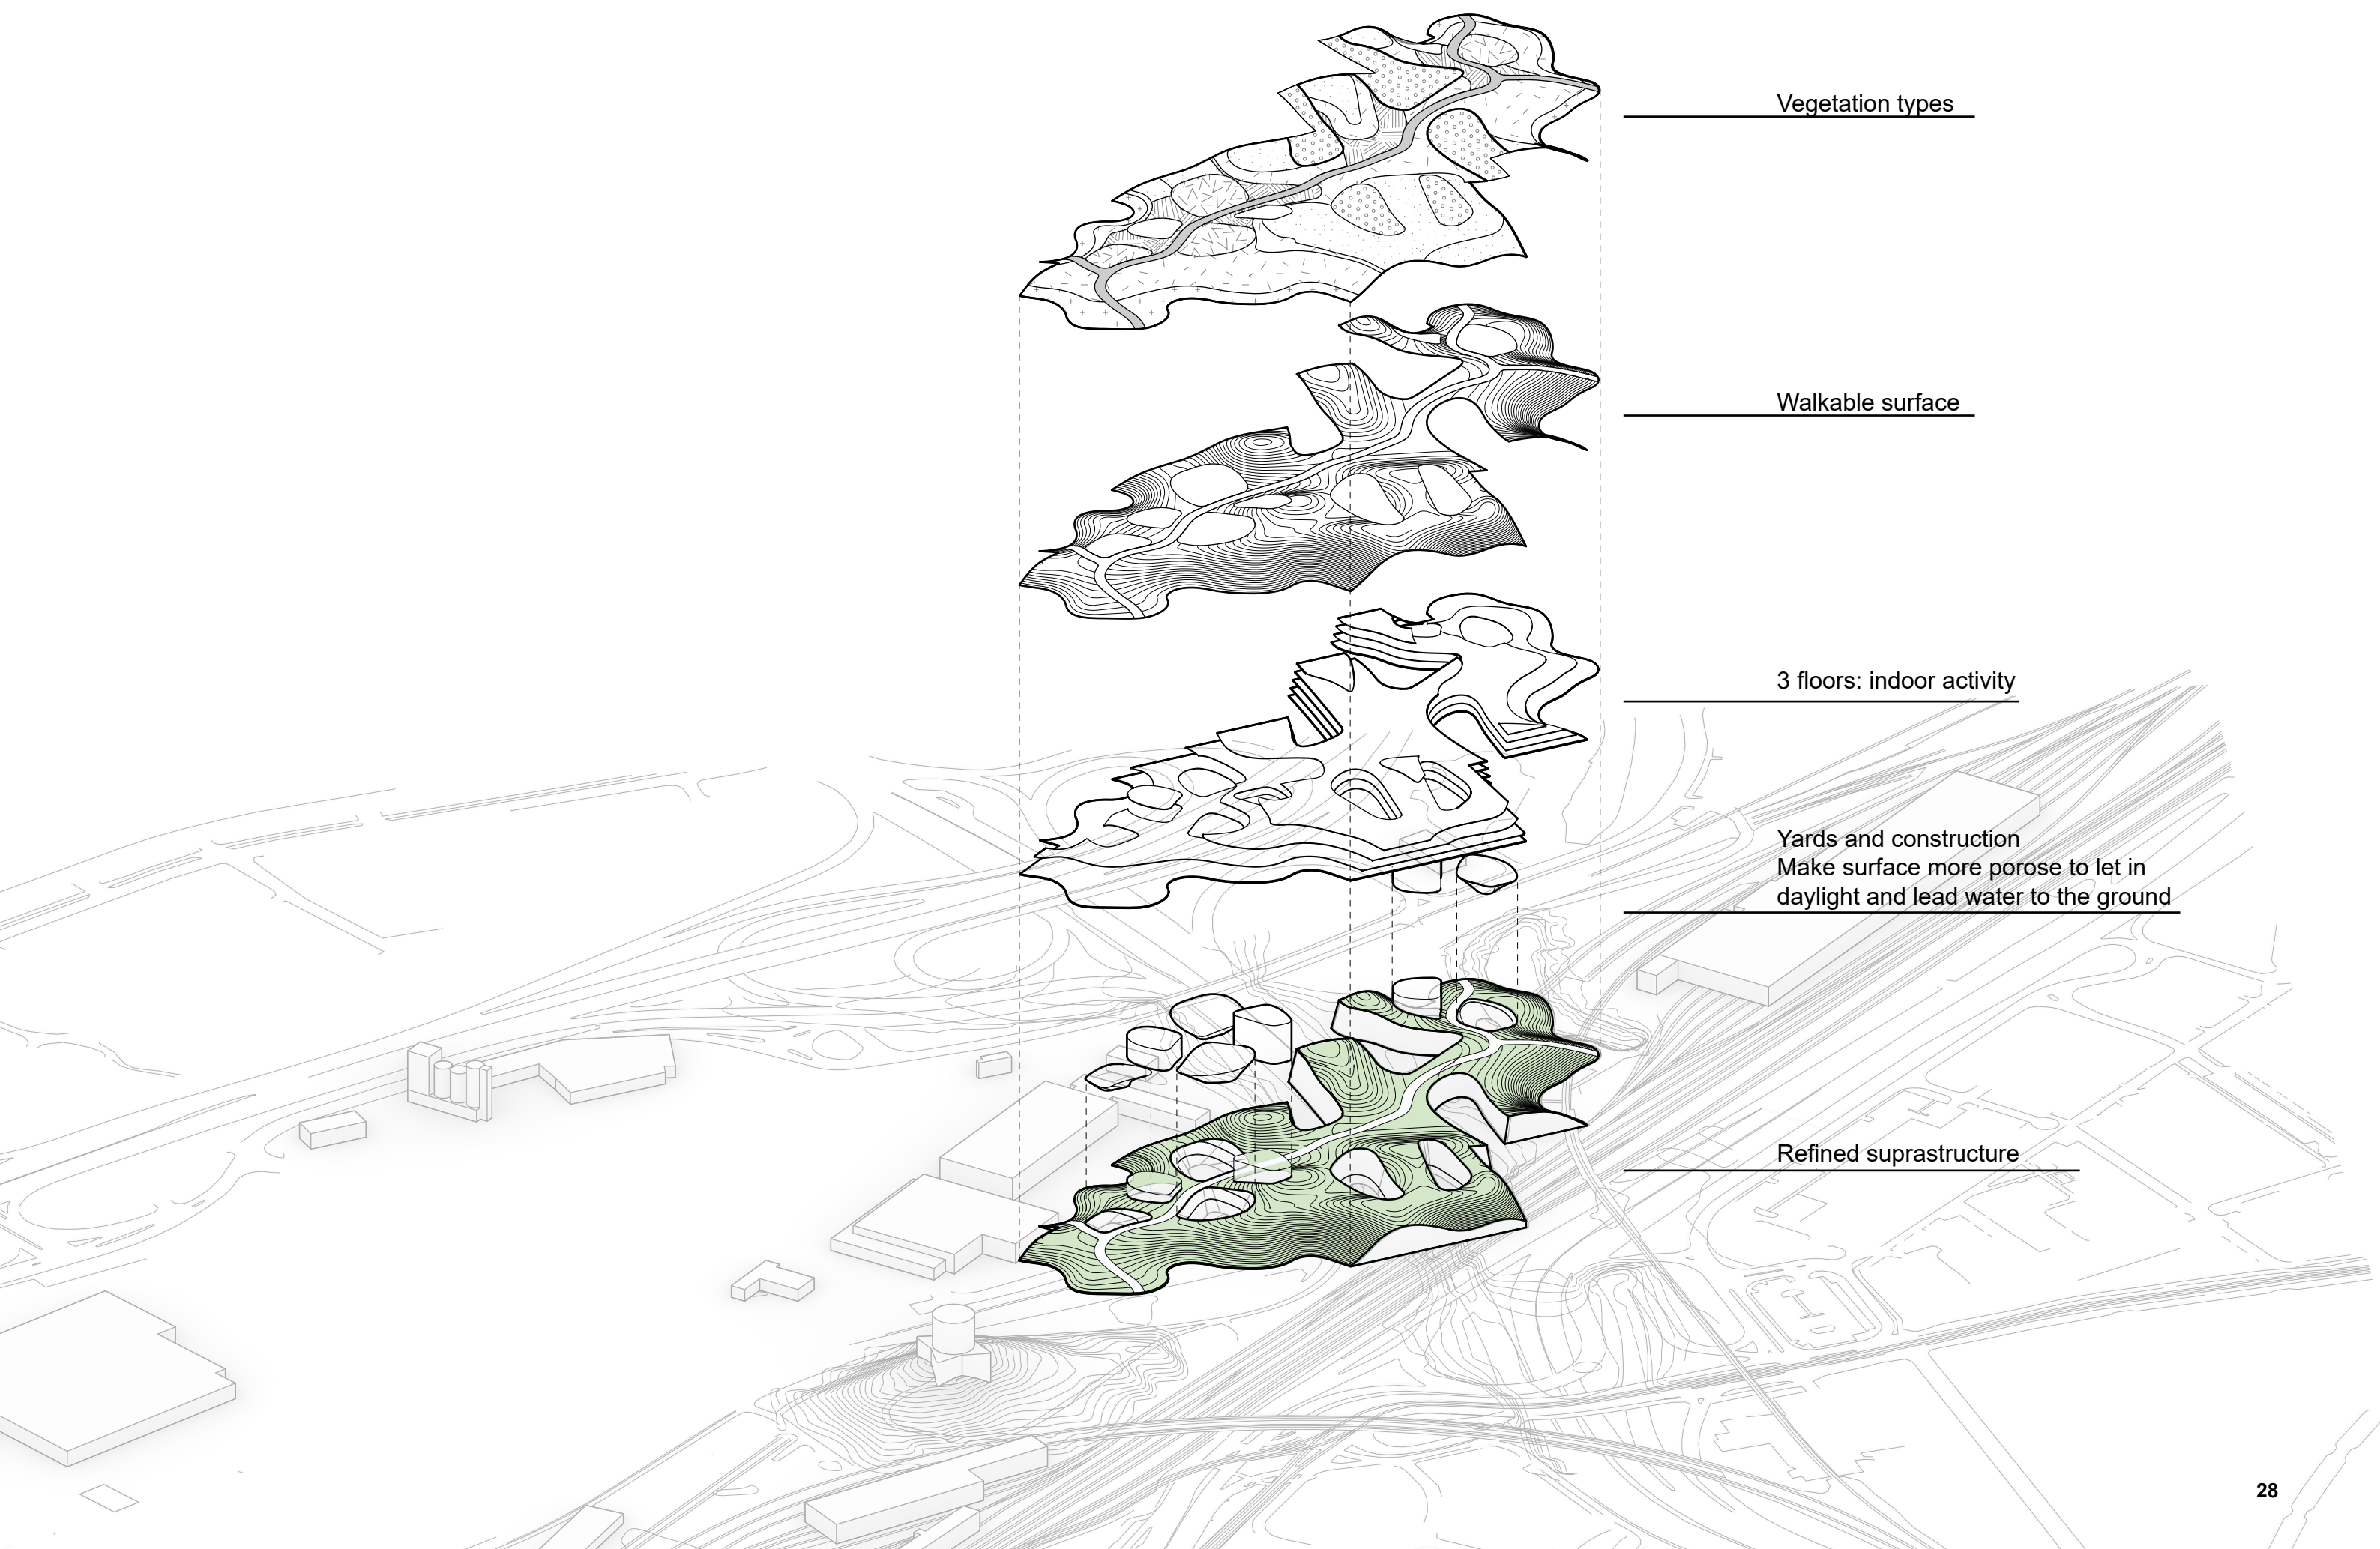 Vegetation types
Walkable surface
3 floors: indoor activity
Yards and construction
Make surface more porose to let in
daylight and lead water to the ground
Refined suprastructure
28